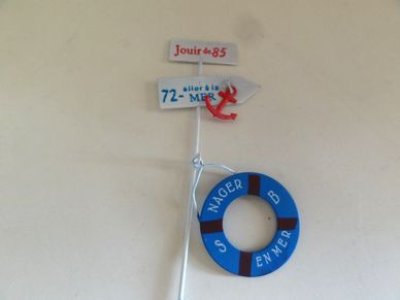 Jouir de 85
72- aller à la
MER
NAGER
B
S
EN MER